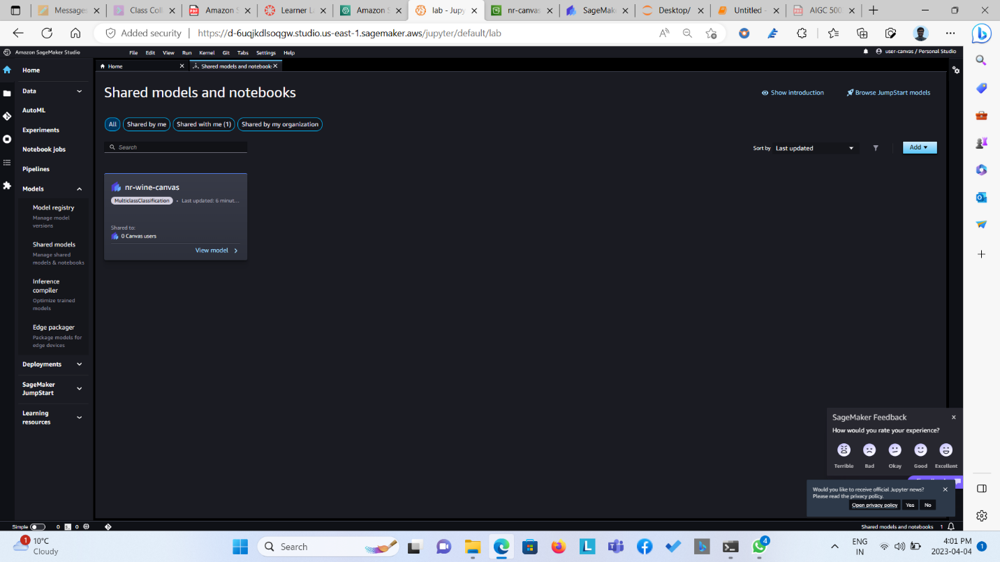 Messages
Class Coll
Amazon S
Learner La
Amazon S
lab - Jupy
nr-canvas
SageMake
Desktop/
Untitled -
AIGC 500
Added security
https://d-6uqjkdlsoqgw.studio.us-east-1.sagemaker.aws/jupyter/default/lab
Amazon SageMaker Studio
File Edit View Run Kernel Git Tabs Settings Help
user-canvas / Personal Studio
Home
Shared models and notebook:
Home
Data
AutoML
Experiments
Notebook jobs
Pipelines
Models
Model registry
Manage model
versions
Shared models
Manage shared
models & notebooks
Inference
compiler
Optimize trained
models
Edge packager
Package models for
edge devices
Deployments
SageMaker
JumpStart
Learning
resources
Shared models and notebooks
Show introduction
Browse JumpStart models
All Shared by me Shared with me (1) Shared by my organization
Search
Sort by Last updated
Add
nr-wine-canvas
MulticlassClassification • Last updated: 6 minut...
Shared to:
0 Canvas users
View model
SageMaker Feedback x
How would you rate your experience?
Terrible Bad Okay Good Excellent
Would you like to receive official Jupyter news?
Please read the privacy policy.
Open privacy policy Yes No
Simple 0 0
Shared models and notebooks 1
1
10°C
Cloudy
Search
4
ENG
IN
4:01 PM
2023-04-04
1